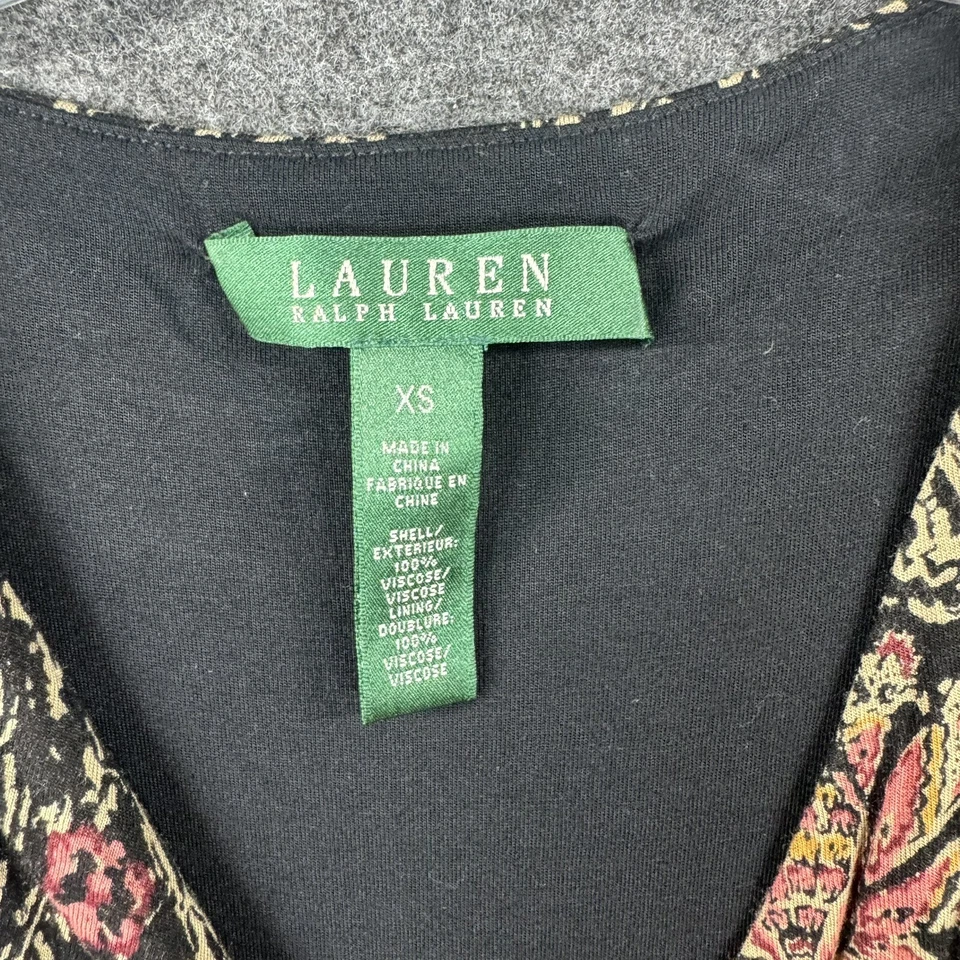 LAUREN
RALPH LAUREN
XS
MADE IN
CHINA
FABRIQUE EN
CHINE
SHELL/
EXTERIEUR:
100%
VISCOSE/
VISCOSE
LINING/
DOUBLURE:
100%
VISCOSE/
VISCOSE